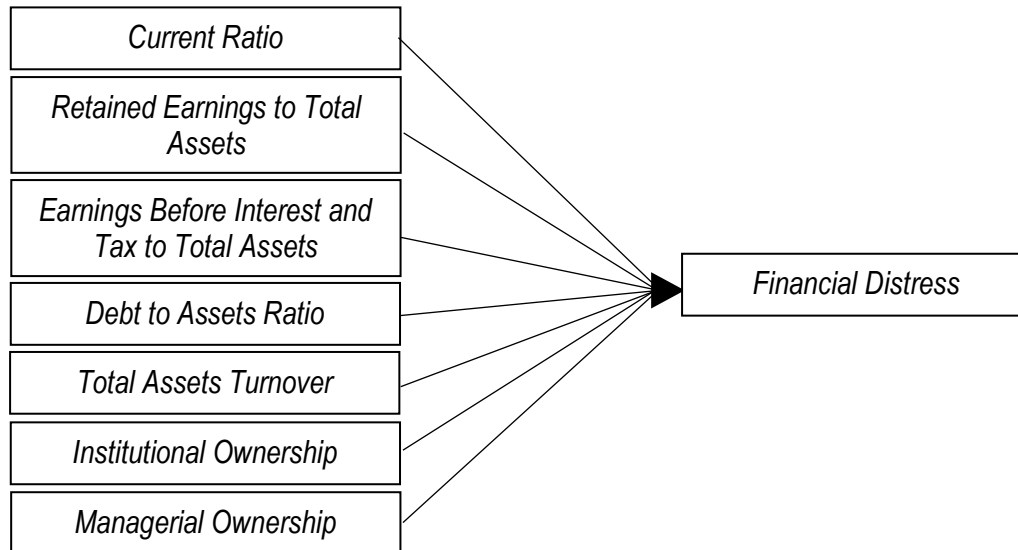 Current Ratio
Retained Earnings to Total
Assets
Earnings Before Interest and
Tax to Total Assets
Debt to Assets Ratio
Total Assets Turnover
Institutional Ownership
Managerial Ownership
Financial Distress